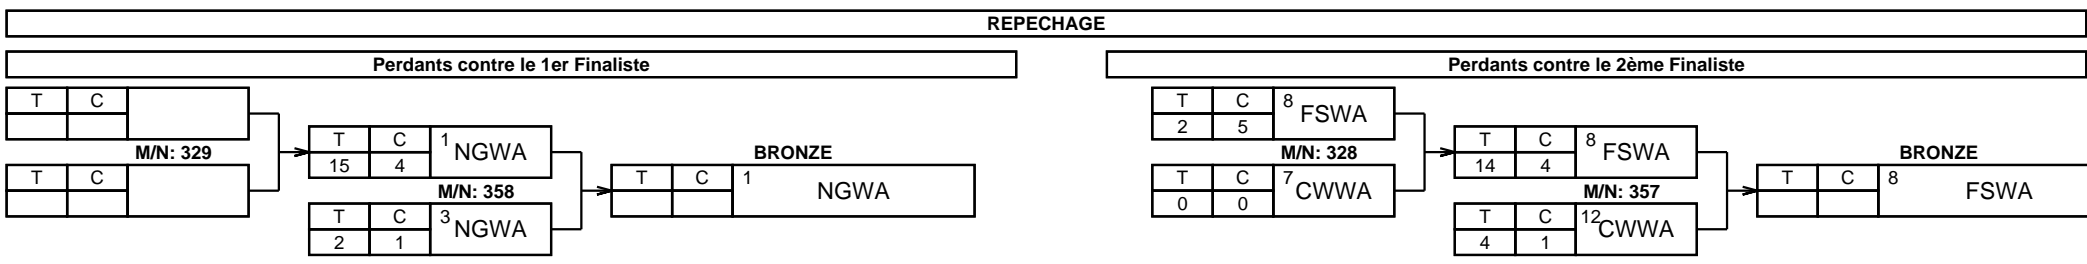 REPECHAGE
Perdants contre le 1er Finaliste
Perdants contre le 2ème Finaliste
T C
M/N: 329
T C
T C 1 NGWA
15 4
M/N: 358
T C 3 NGWA
2 1
BRONZE
T C 1 NGWA
T C 8 FSWA
2 5
M/N: 328
T C 7 CWWA
0 0
T C 8 FSWA
14 4
M/N: 357
T C 12 CWWA
4 1
BRONZE
T C 8 FSWA